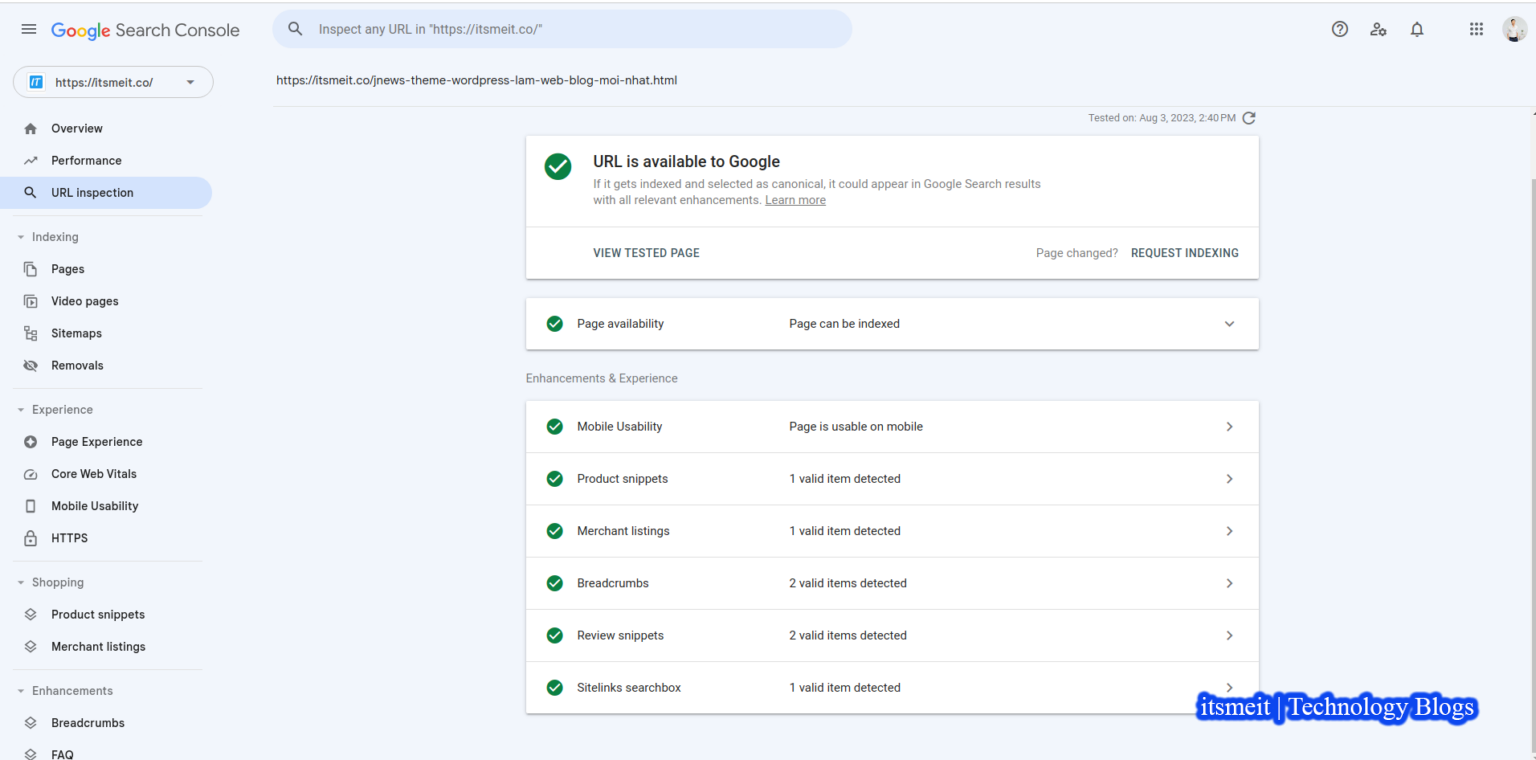 Google Search Console
Inspect any URL in "https://itsmeit.co/"
IT
https://itsmeit.co/
https://itsmeit.co/jnews-theme-wordpress-lam-web-blog-moi-nhat.html
Overview
Performance
URL inspection
Indexing
Pages
Video pages
Sitemaps
Removals
Experience
Page Experience
Core Web Vitals
Mobile Usability
HTTPS
Shopping
Product snippets
Merchant listings
Enhancements
Breadcrumbs
FAQ
Tested on: Aug 3, 2023, 2:40 PM
URL is available to Google
If it gets indexed and selected as canonical, it could appear in Google Search results
with all relevant enhancements. Learn more
VIEW TESTED PAGE
Page changed? REQUEST INDEXING
Page availability Page can be indexed
Enhancements & Experience
Mobile Usability Page is usable on mobile
Product snippets 1 valid item detected
Merchant listings 1 valid item detected
Breadcrumbs 2 valid items detected
Review snippets 2 valid items detected
Sitelinks searchbox 1 valid item detected
itsmeit | Technology Blogs